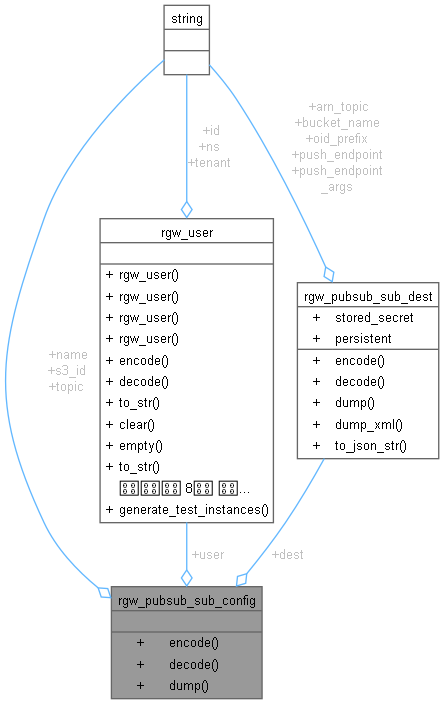 string
+arn_topic
+bucket_name
+oid_prefix
+push_endpoint
+push_endpoint
_args
+id
+ns
+tenant
rgw_user
+ rgw_user()
+ rgw_user()
+ rgw_user()
+ rgw_user()
+ encode()
+ decode()
+ to_str()
+ clear()
+ empty()
+ to_str()
8 ...
+ generate_test_instances()
rgw_pubsub_sub_dest
+ stored_secret
+ persistent
+ encode()
+ decode()
+ dump()
+ dump_xml()
+ to_json_str()
+name
+s3_id
+topic
+user
+dest
rgw_pubsub_sub_config
+ encode()
+ decode()
+ dump()